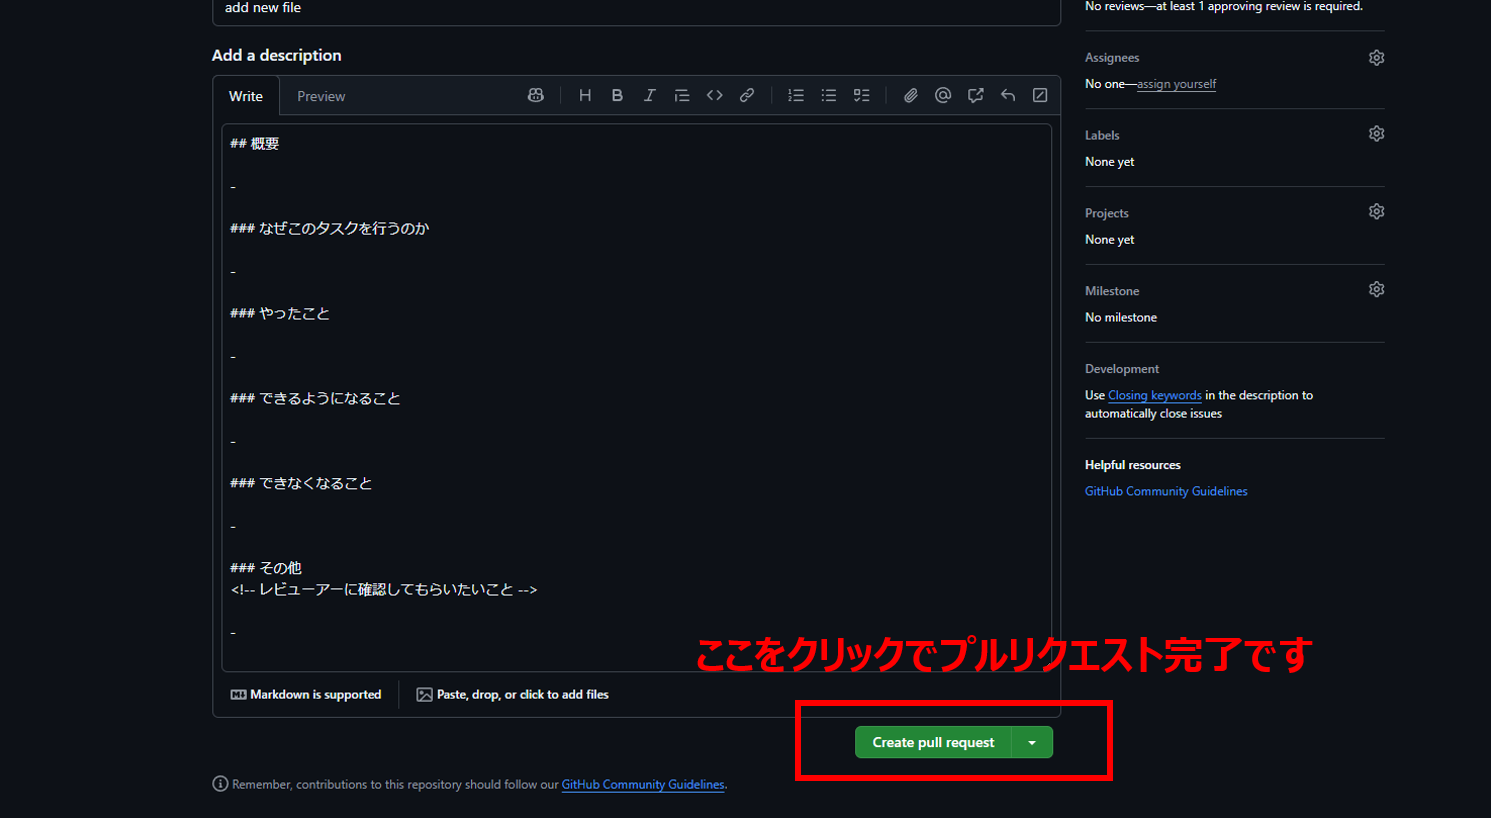 add new file
No reviews—at least 1 approving review is required.
Add a description
Assignees
No one—assign yourself
Write
Preview
Labels
None yet
## 概要
-
### なぜこのタスクを行うのか
-
### やったこと
-
### できるようになること
-
### できなくなること
-
### その他
<!-- レビューアーに確認してもらいたいこと -->
-
Projects
None yet
Milestone
No milestone
Development
Use Closing keywords in the description to
automatically close issues
Helpful resources
GitHub Community Guidelines
ここをクリックでプルリクエスト完了です
Markdown is supported
Paste, drop, or click to add files
Create pull request
Remember, contributions to this repository should follow our GitHub Community Guidelines.